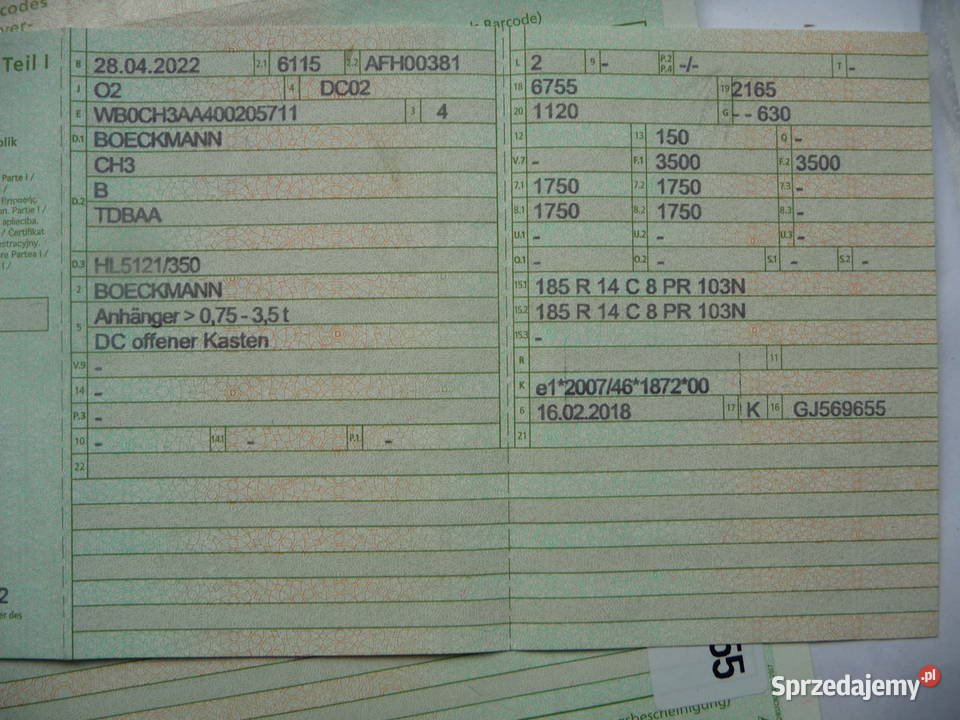 Barcode)
Teil I
B 28.04.2022 2.1 6115 2.2 AFH00381
J O2 4 DC02
E WB0CH3AA400205711 3 4
D.1 BOECKMANN
CH3
D.2 B
TDBAA
D.3 HL5121/350
2 BOECKMANN
5 Anhänger > 0,75 - 3,5 t
DC offener Kasten
V.9 -
14 -
P.3 -
10 - 14.1 - P.1 -
22
L 2 9 - P.2 P.4 -/- T -
18 6755 19 2165
20 1120 G - - 630
12 13 150 Q -
V.7 - F.1 3500 F.2 3500
7.1 1750 7.2 1750 7.3 -
8.1 1750 8.2 1750 8.3 -
U.1 - U.2 - U.3 -
O.1 - O.2 - S.1 - S.2 -
15.1 185 R 14 C 8 PR 103N
15.2 185 R 14 C 8 PR 103N
15.3 -
R 11
K e1*2007/46*1872*00
6 16.02.2018 17 K 16 GJ569655
21
Parte I /
Partie I /
/ Certifikat
2
55
Sprzedajemy.pl